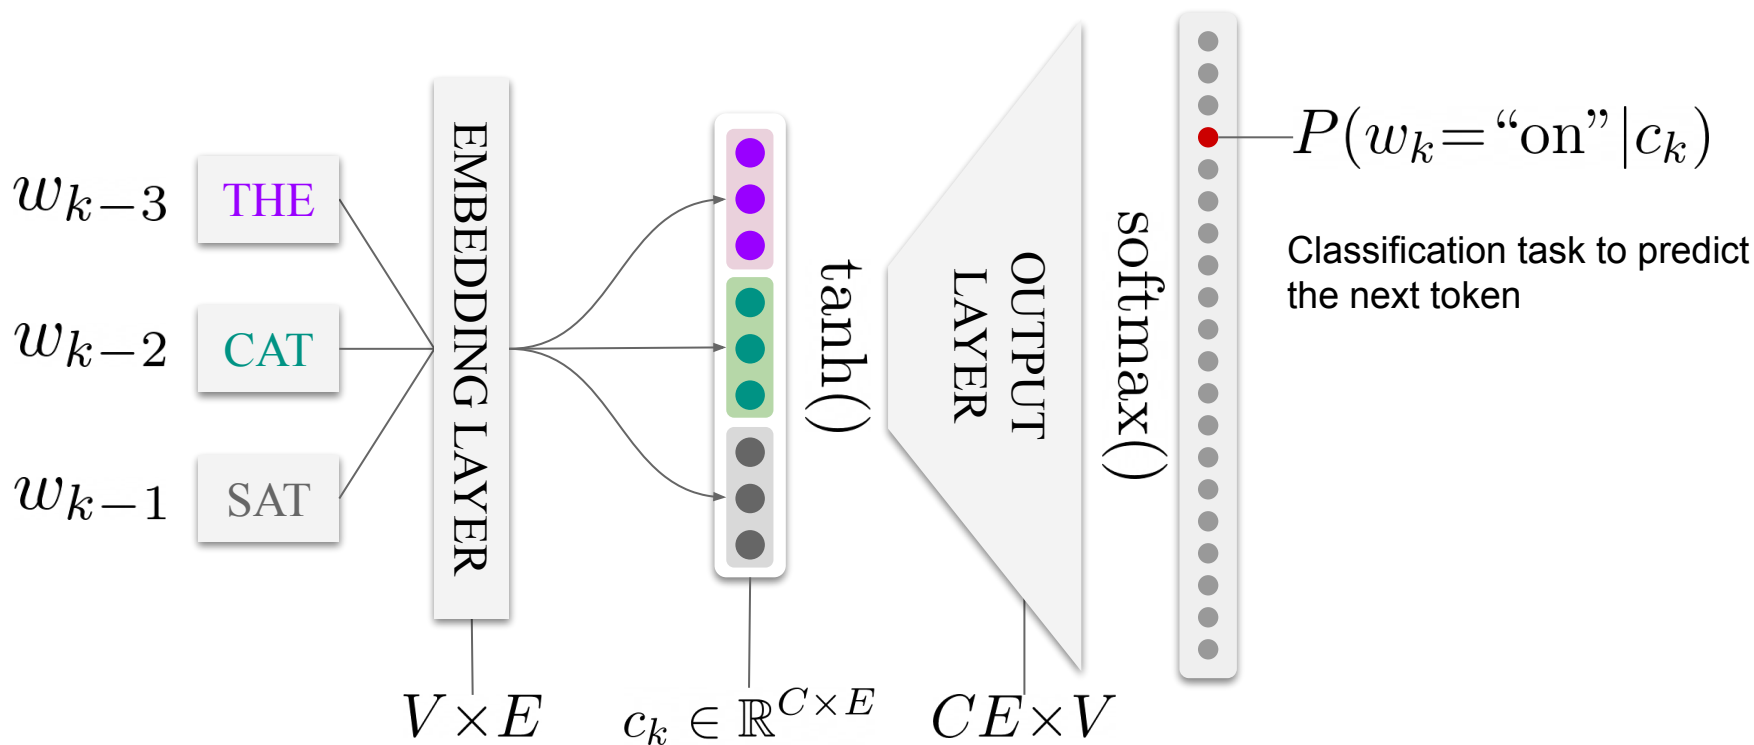 w_{k-3} THE
w_{k-2} CAT
w_{k-1} SAT
EMBEDDING LAYER
V×E
c_k ∈ ℝ^{C×E}
tanh()
OUTPUT
LAYER
CE×V
softmax()
P(w_k=“on”|c_k)
Classification task to predict
the next token